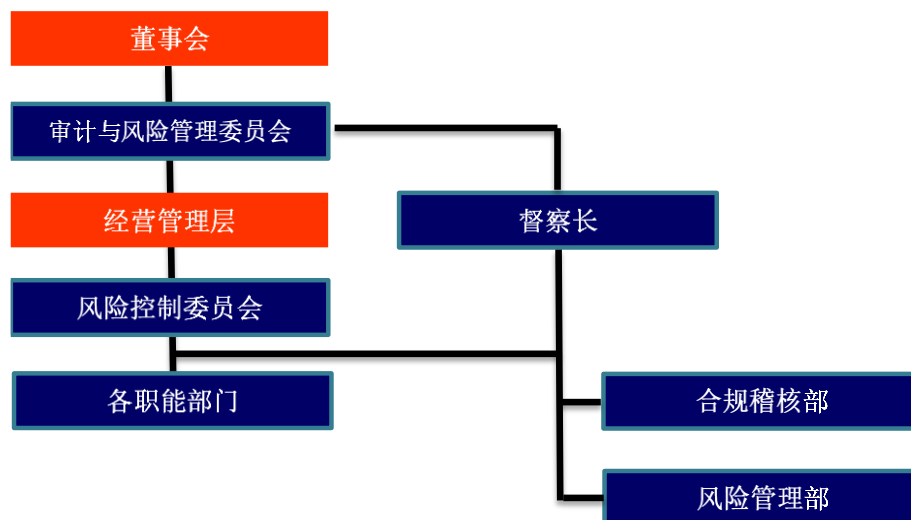 董事会
审计与风险管理委员会
经营管理层
督察长
风险控制委员会
各职能部门
合规稽核部
风险管理部